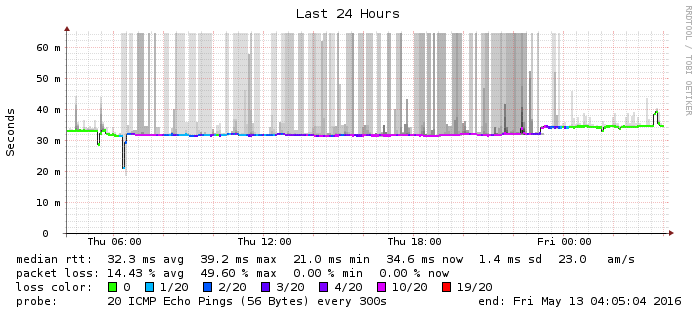 Last 24 Hours
RRDTOOL / TOBI OETIKER
Seconds
60 m
50 m
40 m
30 m
20 m
10 m
0
Thu 06:00 Thu 12:00 Thu 18:00 Fri 00:00
median rtt: 32.3 ms avg 39.2 ms max 21.0 ms min 34.6 ms now 1.4 ms sd 23.0 am/s
packet loss: 14.43 % avg 49.60 % max 0.00 % min 0.00 % now
loss color: 0 1/20 2/20 3/20 4/20 10/20 19/20
probe: 20 ICMP Echo Pings (56 Bytes) every 300s end: Fri May 13 04:05:04 2016